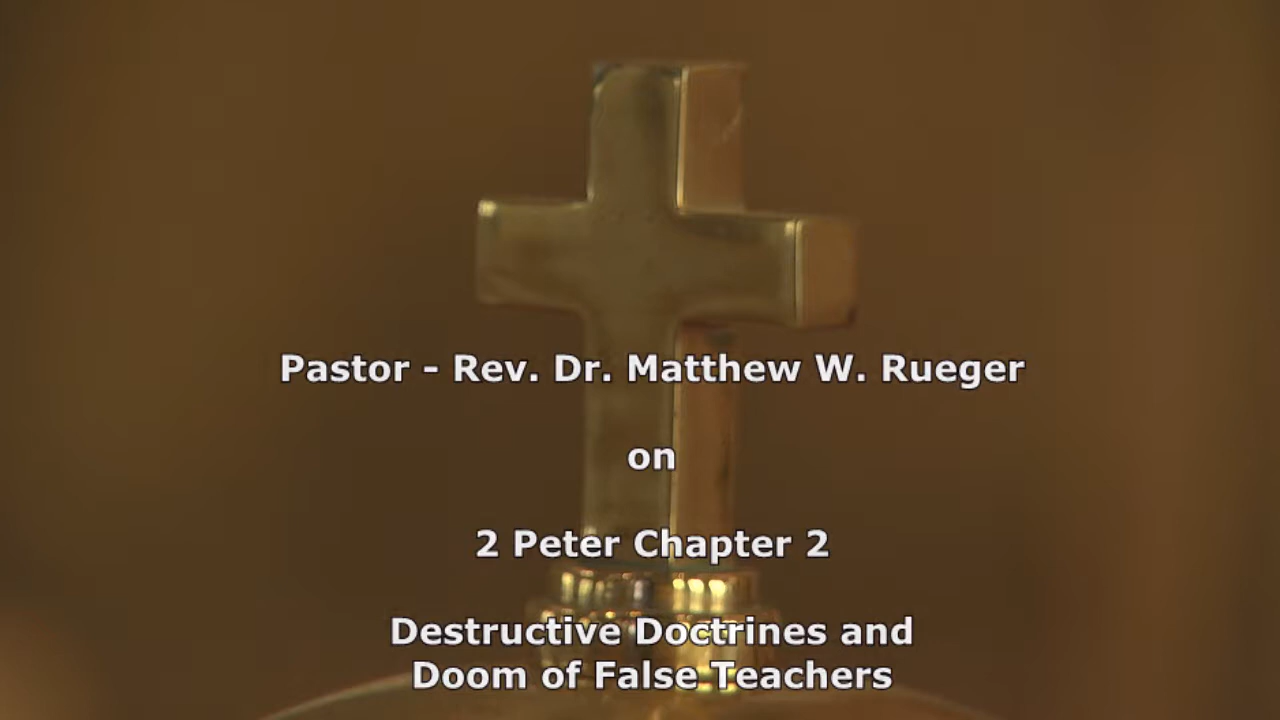 Pastor - Rev. Dr. Matthew W. Rueger
on
2 Peter Chapter 2
Destructive Doctrines and
Doom of False Teachers